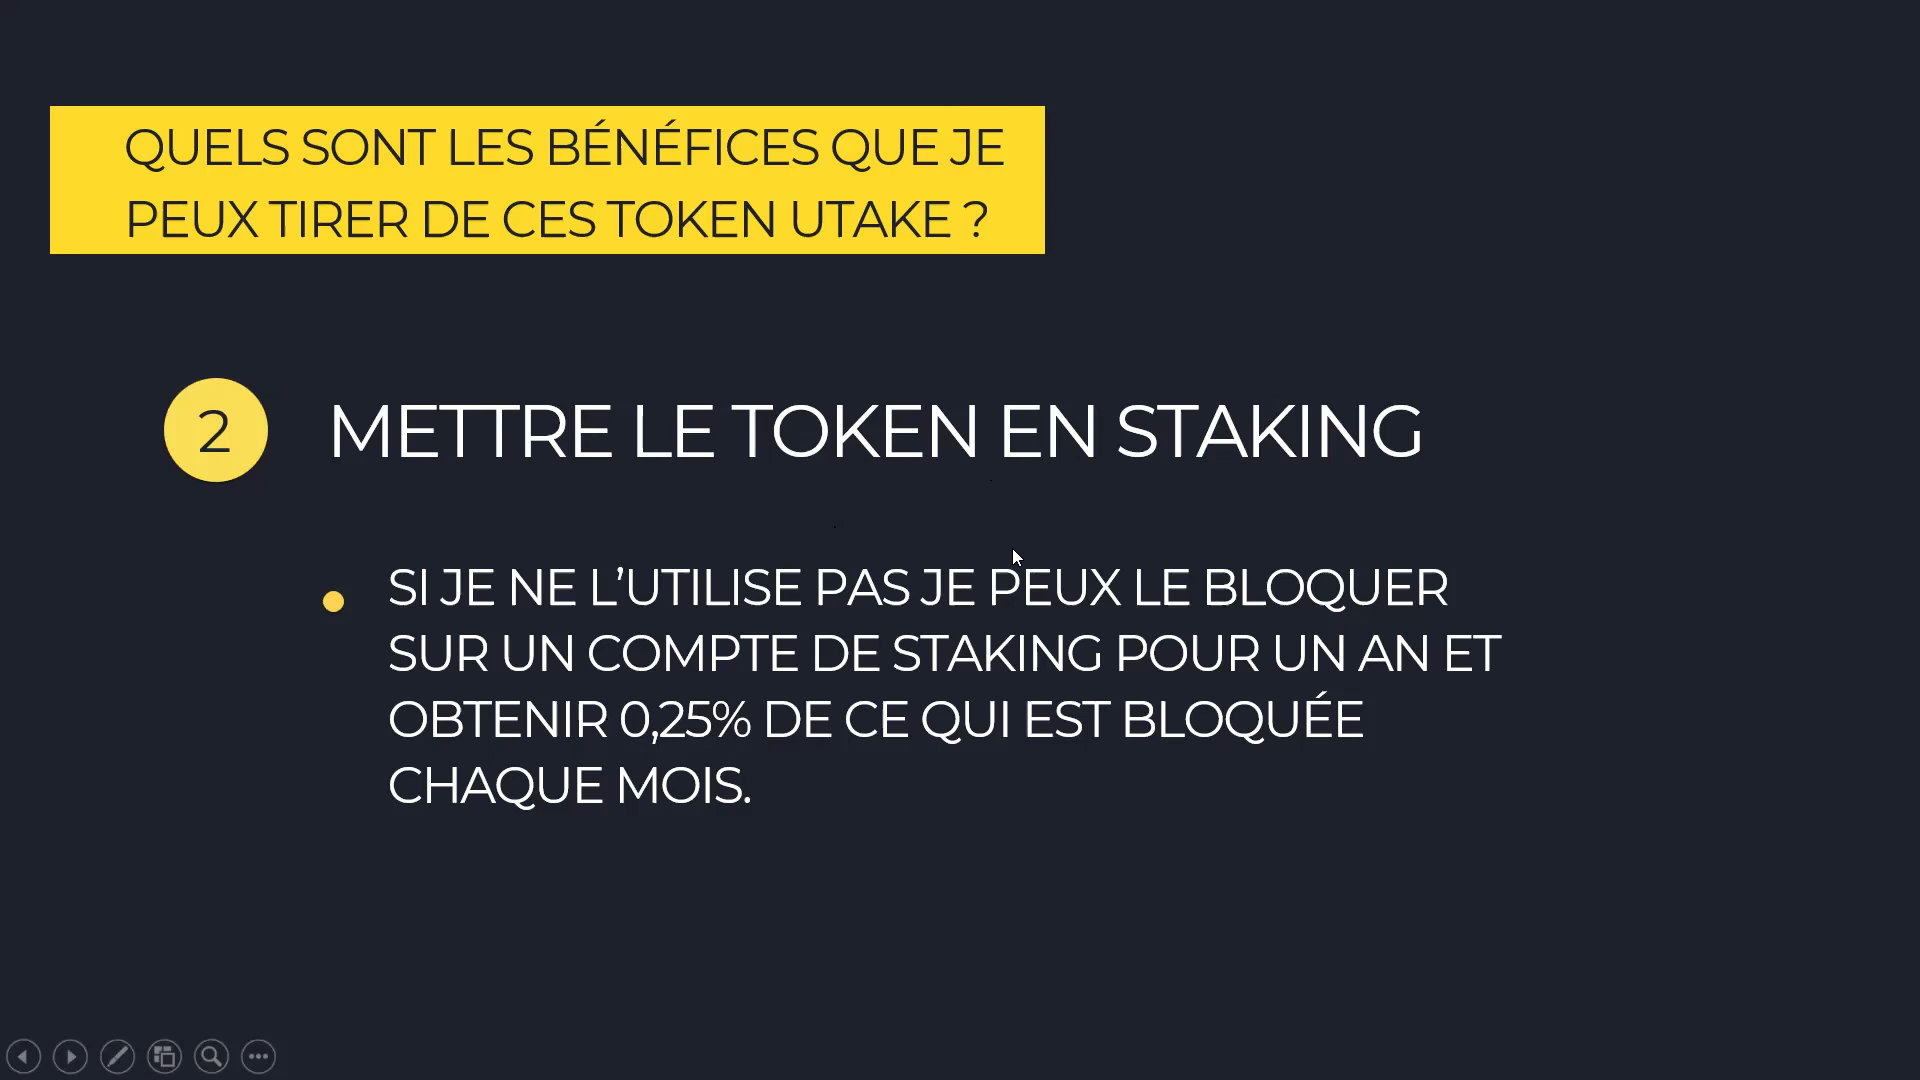 QUELS SONT LES BÉNÉFICES QUE JE
PEUX TIRER DE CES TOKEN UTAKE ?
2
METTRE LE TOKEN EN STAKING
SI JE NE L’UTILISE PAS JE PEUX LE BLOQUER
SUR UN COMPTE DE STAKING POUR UN AN ET
OBTENIR 0,25% DE CE QUI EST BLOQUÉE
CHAQUE MOIS.